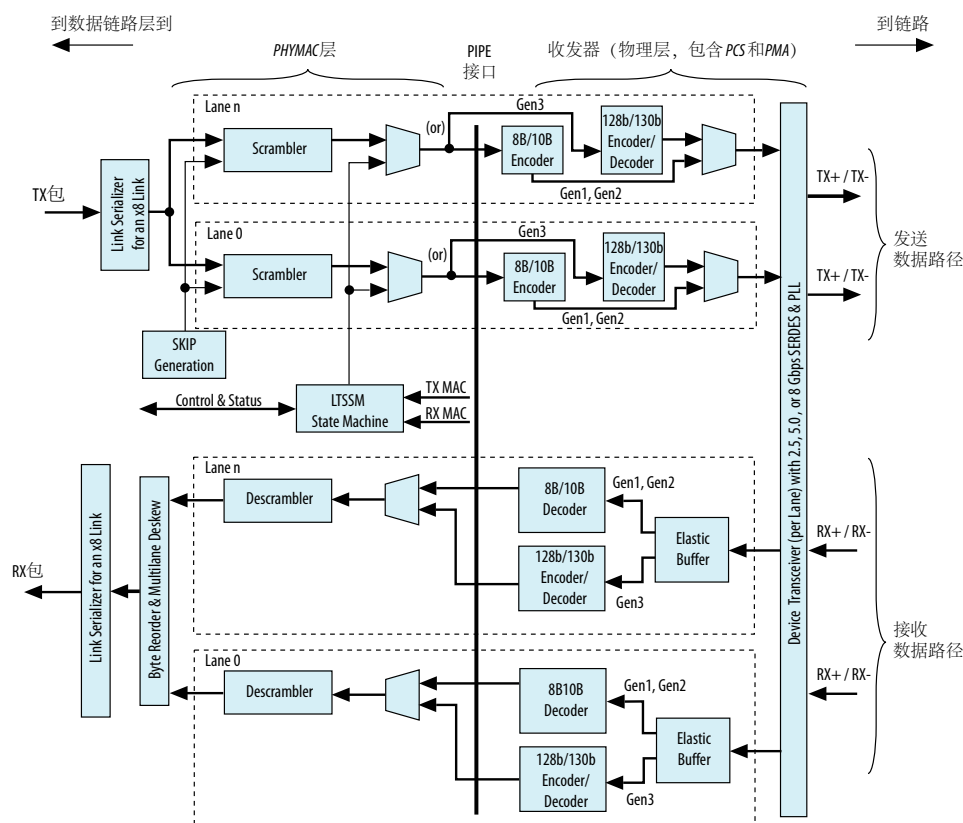 到数据链路层到
到链路
PHYMAC层
PIPE
接口
收发器（物理层，包含PCS和PMA）
Lane n
Scrambler
(or)
Gen3
8B/10B
Encoder
128b/130b
Encoder/
Decoder
Gen1, Gen2
TX包
Link Serializer
for an x8 Link
TX+ / TX-
Lane 0
Scrambler
(or)
Gen3
8B/10B
Encoder
128b/130b
Encoder/
Decoder
Gen1, Gen2
TX+ / TX-
发送
数据路径
SKIP
Generation
Control & Status
LTSSM
State Machine
TX MAC
RX MAC
Device Transceiver (per Lane) with 2.5, 5.0, or 8 Gbps SERDES & PLL
Lane n
Descrambler
8B/10B
Decoder
Gen1, Gen2
128b/130b
Encoder/
Decoder
Gen3
Elastic
Buffer
RX+ / RX-
RX包
Link Serializer for an x8 Link
Byte Reorder & Multilane Deskew
Lane 0
Descrambler
8B10B
Decoder
Gen1, Gen2
128b/130b
Encoder/
Decoder
Gen3
Elastic
Buffer
RX+ / RX-
接收
数据路径